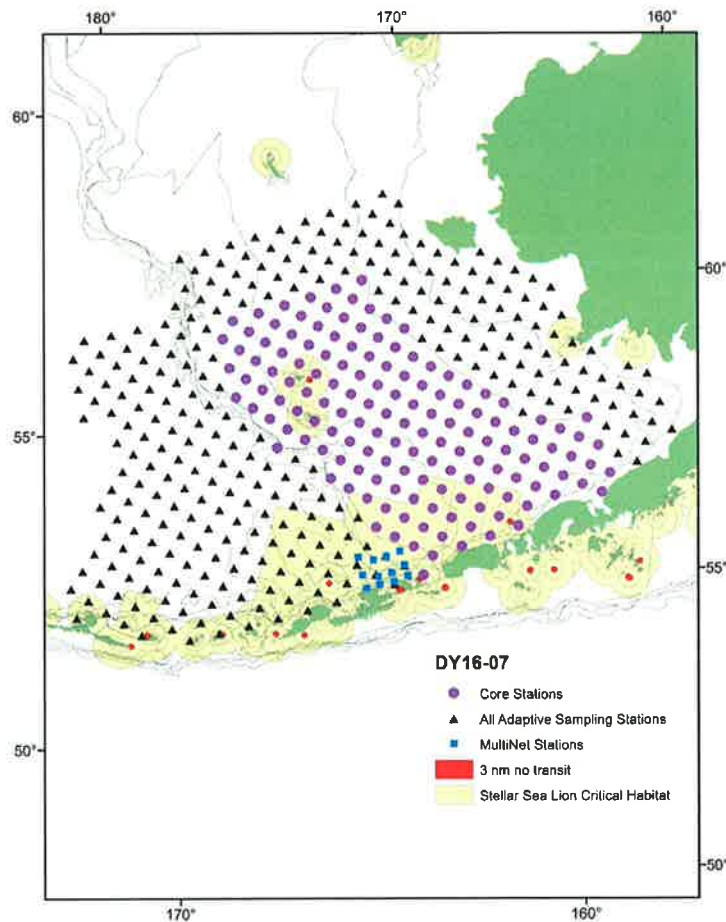 180°
170°
160°
60°
60°
55°
55°
50°
50°
170°
160°
DY16-07
Core Stations
All Adaptive Sampling Stations
MultiNet Stations
3 nm no transit
Stellar Sea Lion Critical Habitat